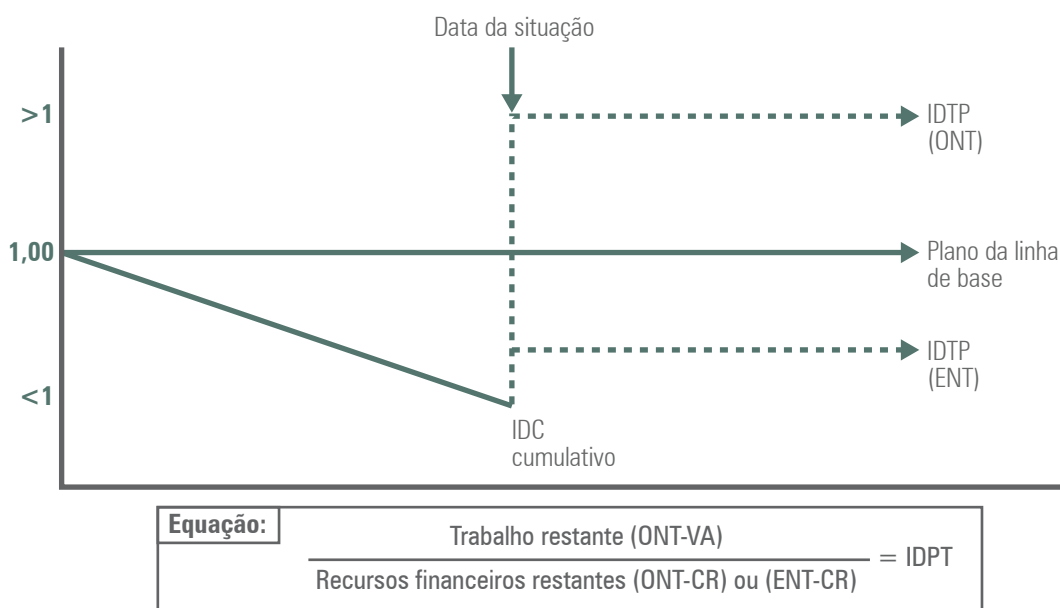 Data da situação
>1
IDTP
(ONT)
1,00
Plano da linha
de base
IDTP
(ENT)
<1
IDC
cumulativo
Equação:
Trabalho restante (ONT-VA)
= IDPT
Recursos financeiros restantes (ONT-CR) ou (ENT-CR)